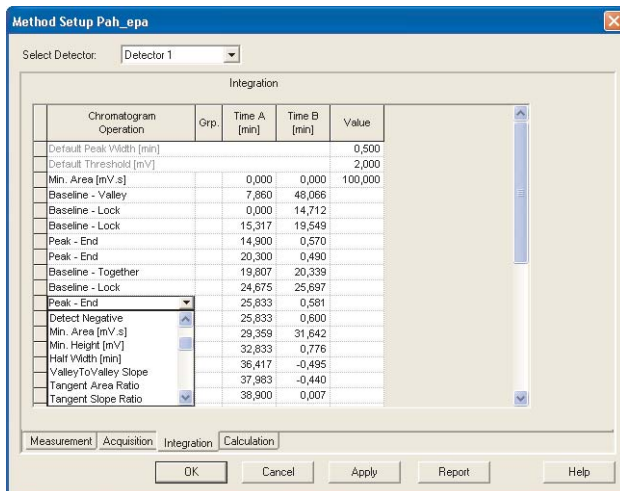 Method Setup Pah_epa
Select Detector: Detector 1
Integration
Chromatogram Operation Grp. Time A [min] Time B [min] Value
Default Peak Width [min] 0,500
Default Threshold [mV] 2,000
Min. Area [mV.s] 0,000 0,000 100,000
Baseline - Valley 7,860 48,066
Baseline - Lock 0,000 14,712
Baseline - Lock 15,317 19,549
Peak - End 14,900 0,570
Peak - End 20,300 0,490
Baseline - Together 19,807 20,339
Baseline - Lock 24,675 25,697
Peak - End 25,833 0,581
Detect Negative 25,833 0,600
Min. Area [mV.s] 29,359 31,642
Min. Height [mV] 32,833 0,776
Half Width [min]
ValleyToValley Slope 36,417 -0,495
Tangent Area Ratio 37,983 -0,440
Tangent Slope Ratio 38,900 0,007
Measurement Acquisition Integration Calculation
OK Cancel Apply Report Help